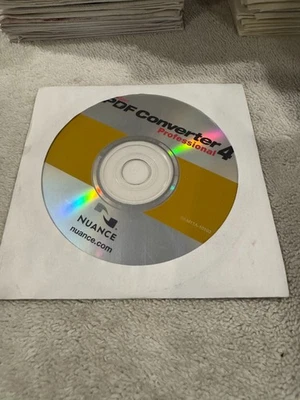 PDF Converter
Professional 4
NUANCE
nuance.com